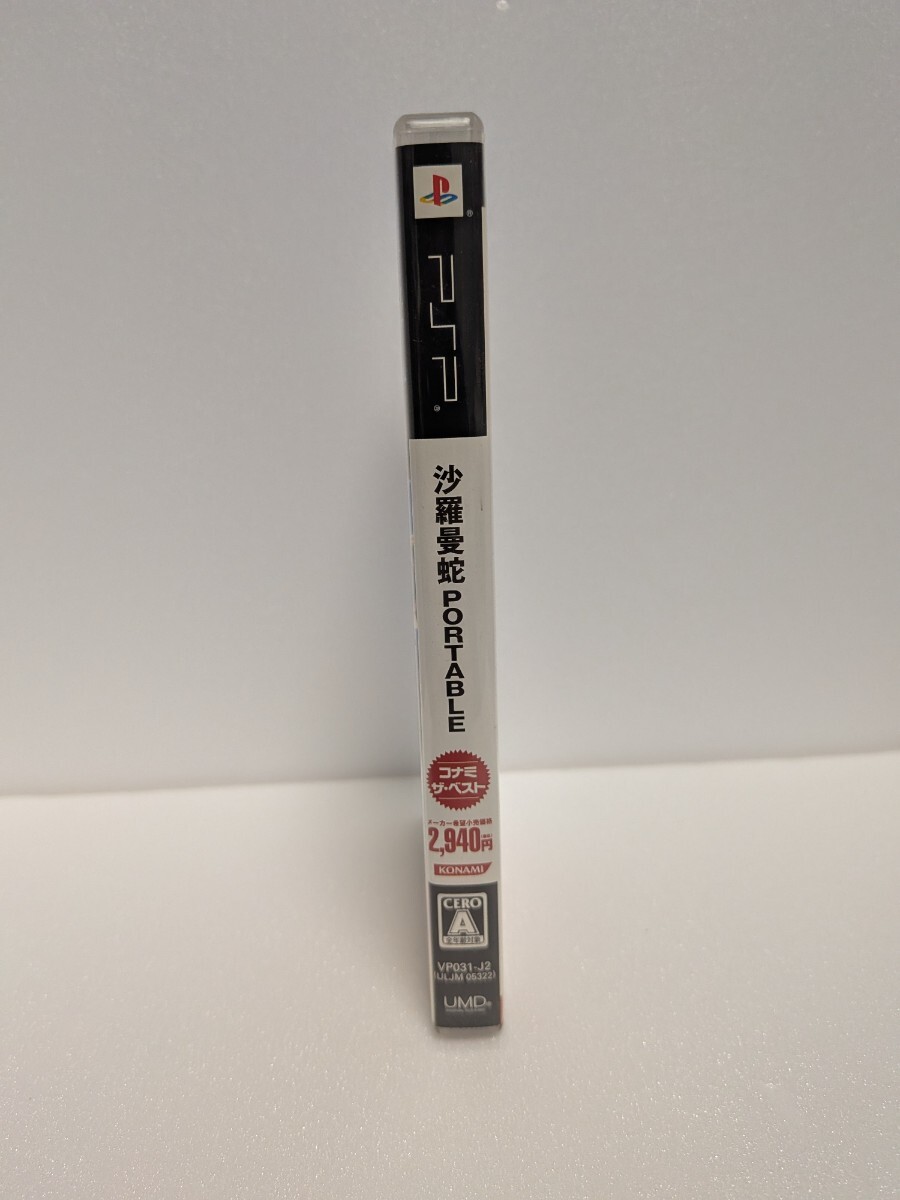 PSP
沙羅曼蛇 PORTABLE
コナミ
ザ・ベスト
メーカー希望小売価格
2,940円(税込)
KONAMI
CERO
A
全年齢対象
VP031-J2
(ULJM 05322)
UMD